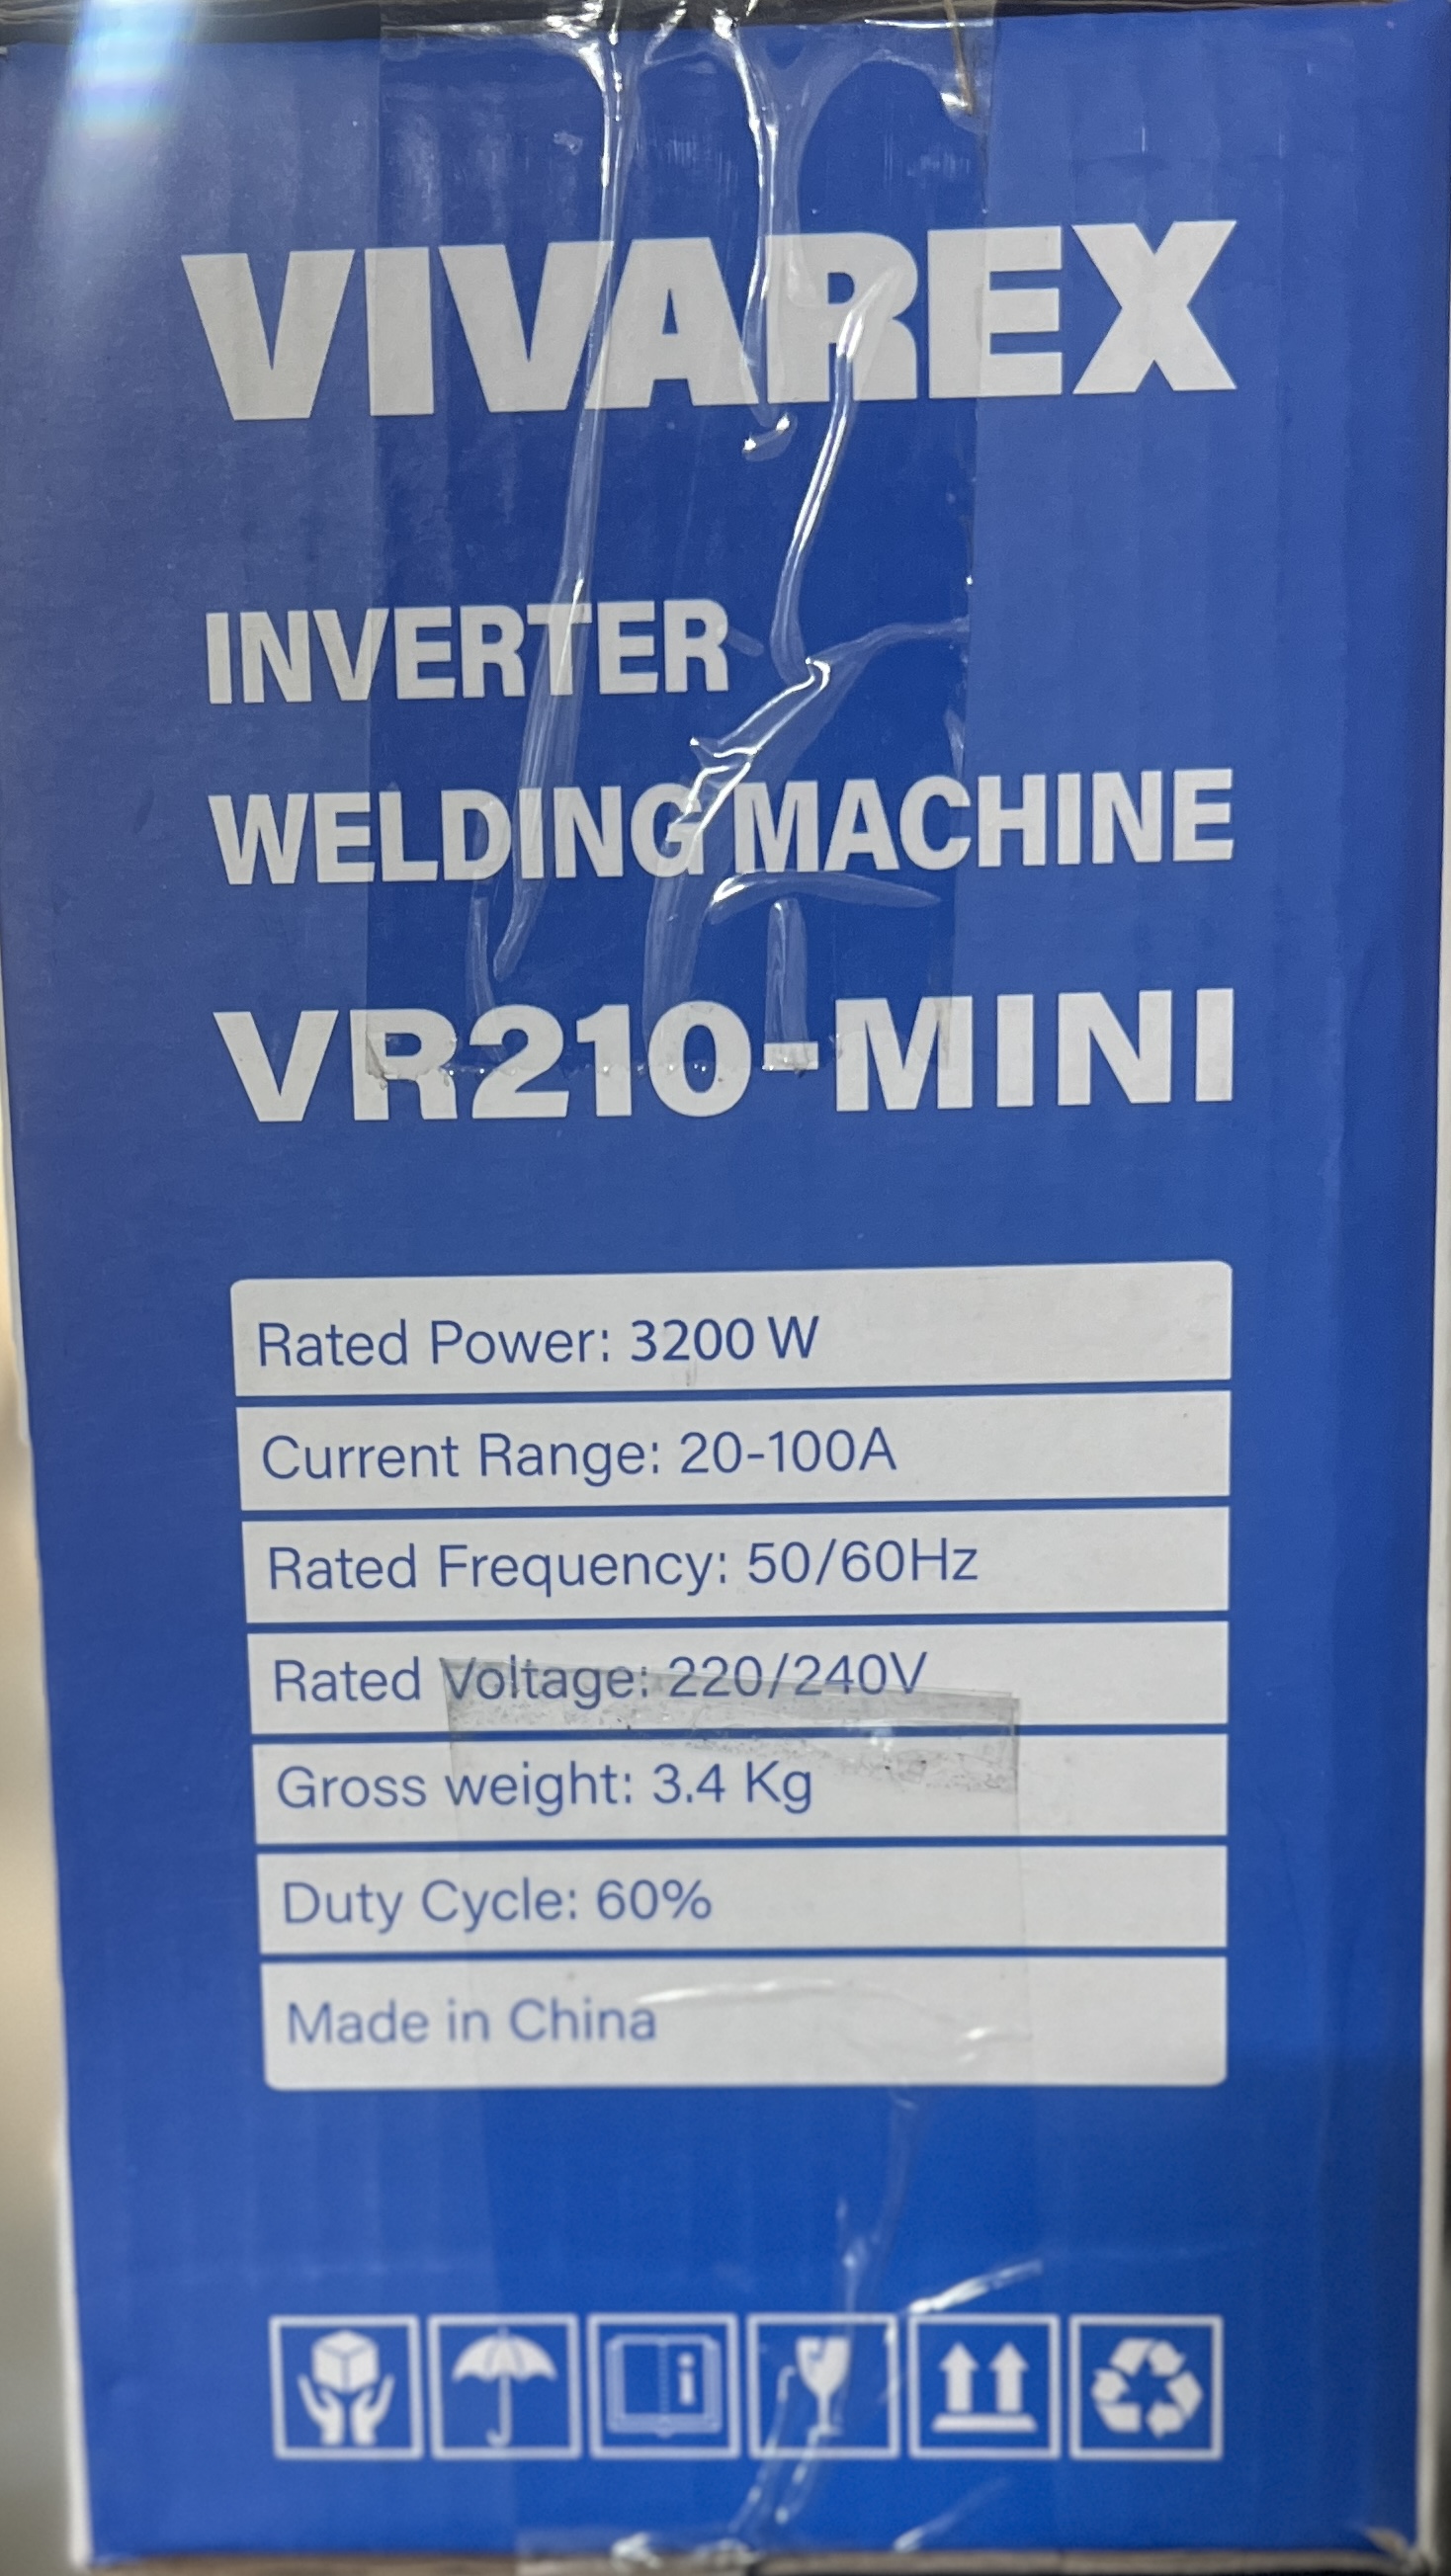 VIVAREX
INVERTER
WELDING MACHINE
VR210-MINI
Rated Power: 3200 W
Current Range: 20-100A
Rated Frequency: 50/60Hz
Rated Voltage: 220/240V
Gross weight: 3.4 Kg
Duty Cycle: 60%
Made in China
i